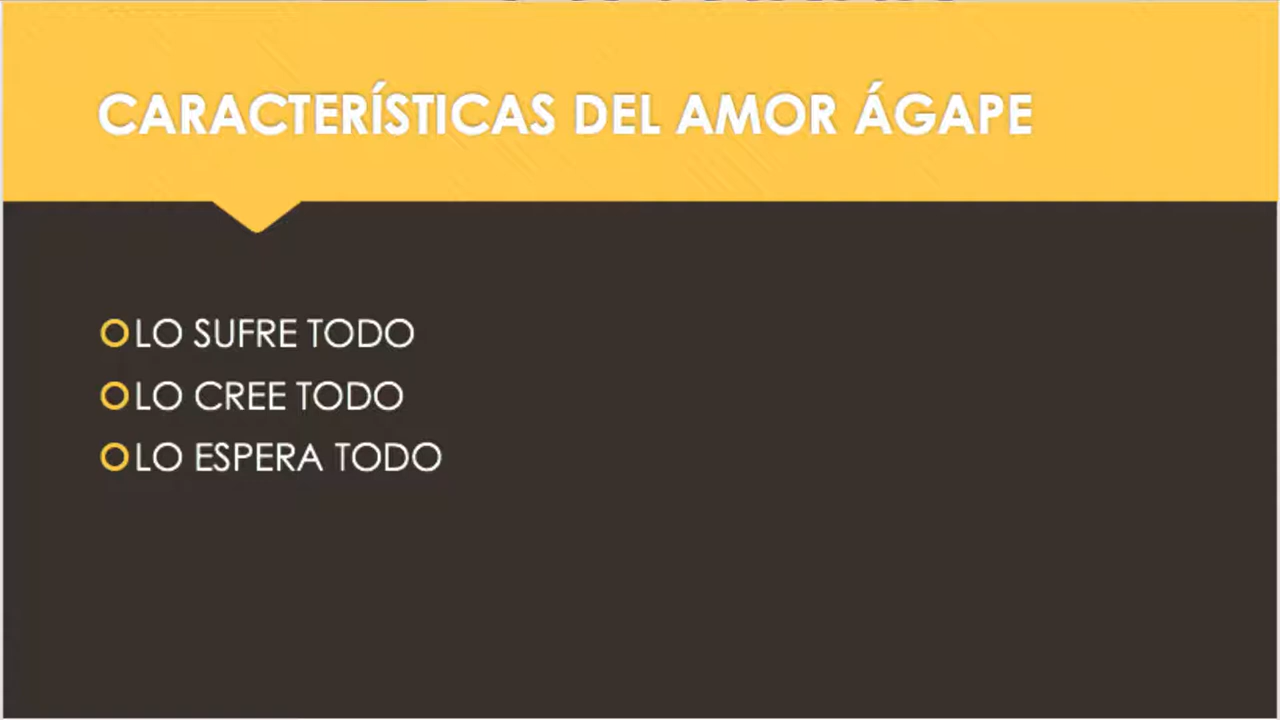 CARACTERÍSTICAS DEL AMOR ÁGAPE
LO SUFRE TODO
LO CREE TODO
LO ESPERA TODO